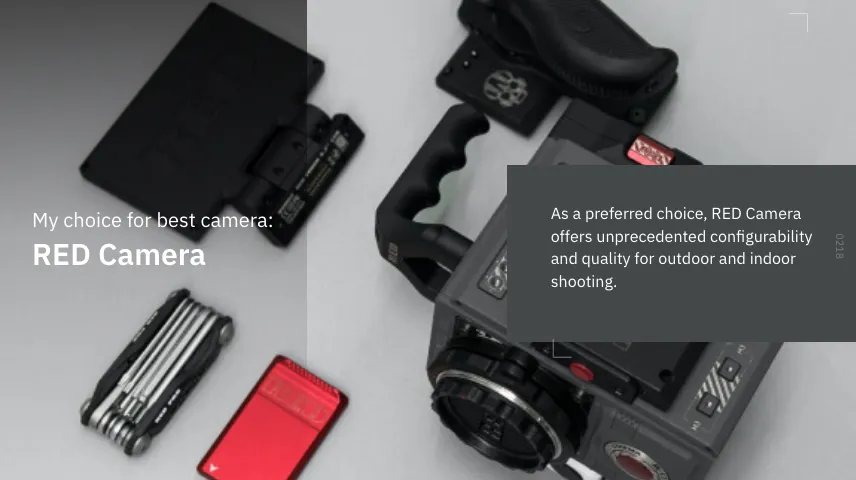 My choice for best camera:
RED Camera
As a preferred choice, RED Camera
offers unprecedented configurability
and quality for outdoor and indoor
shooting.
0218